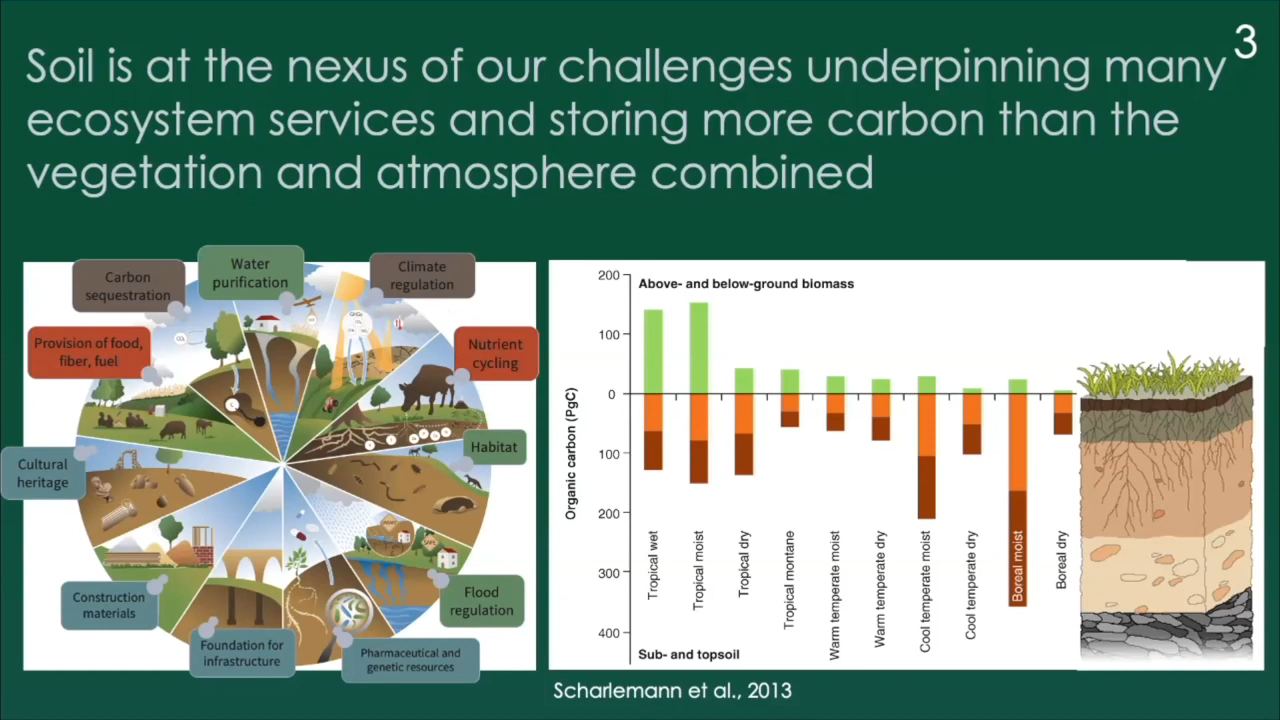 3
Soil is at the nexus of our challenges underpinning many
ecosystem services and storing more carbon than the
vegetation and atmosphere combined
Carbon
sequestration
Water
purification
Climate
regulation
Provision of food,
fiber, fuel
Nutrient
cycling
Cultural
heritage
Habitat
Construction
materials
Flood
regulation
Foundation for
infrastructure
Pharmaceutical and
genetic resources
Above- and below-ground biomass
Organic carbon (PgC)
200
100
0
100
200
300
400
Tropical wet
Tropical moist
Tropical dry
Tropical montane
Warm temperate moist
Warm temperate dry
Cool temperate moist
Cool temperate dry
Boreal moist
Boreal dry
Sub- and topsoil
Scharlemann et al., 2013